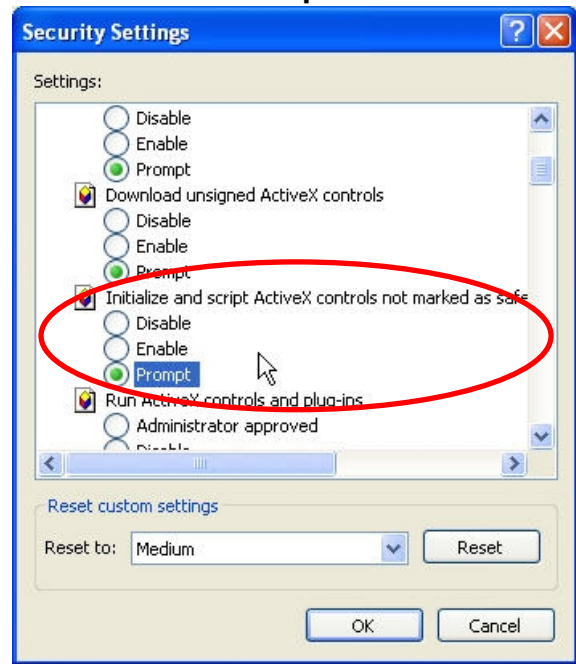 Security Settings
Settings:
Disable
Enable
Prompt
Download unsigned ActiveX controls
Disable
Enable
Prompt
Initialize and script ActiveX controls not marked as safe
Disable
Enable
Prompt
Run ActiveX controls and plug-ins
Administrator approved
Disable
Reset custom settings
Reset to: Medium Reset
OK Cancel